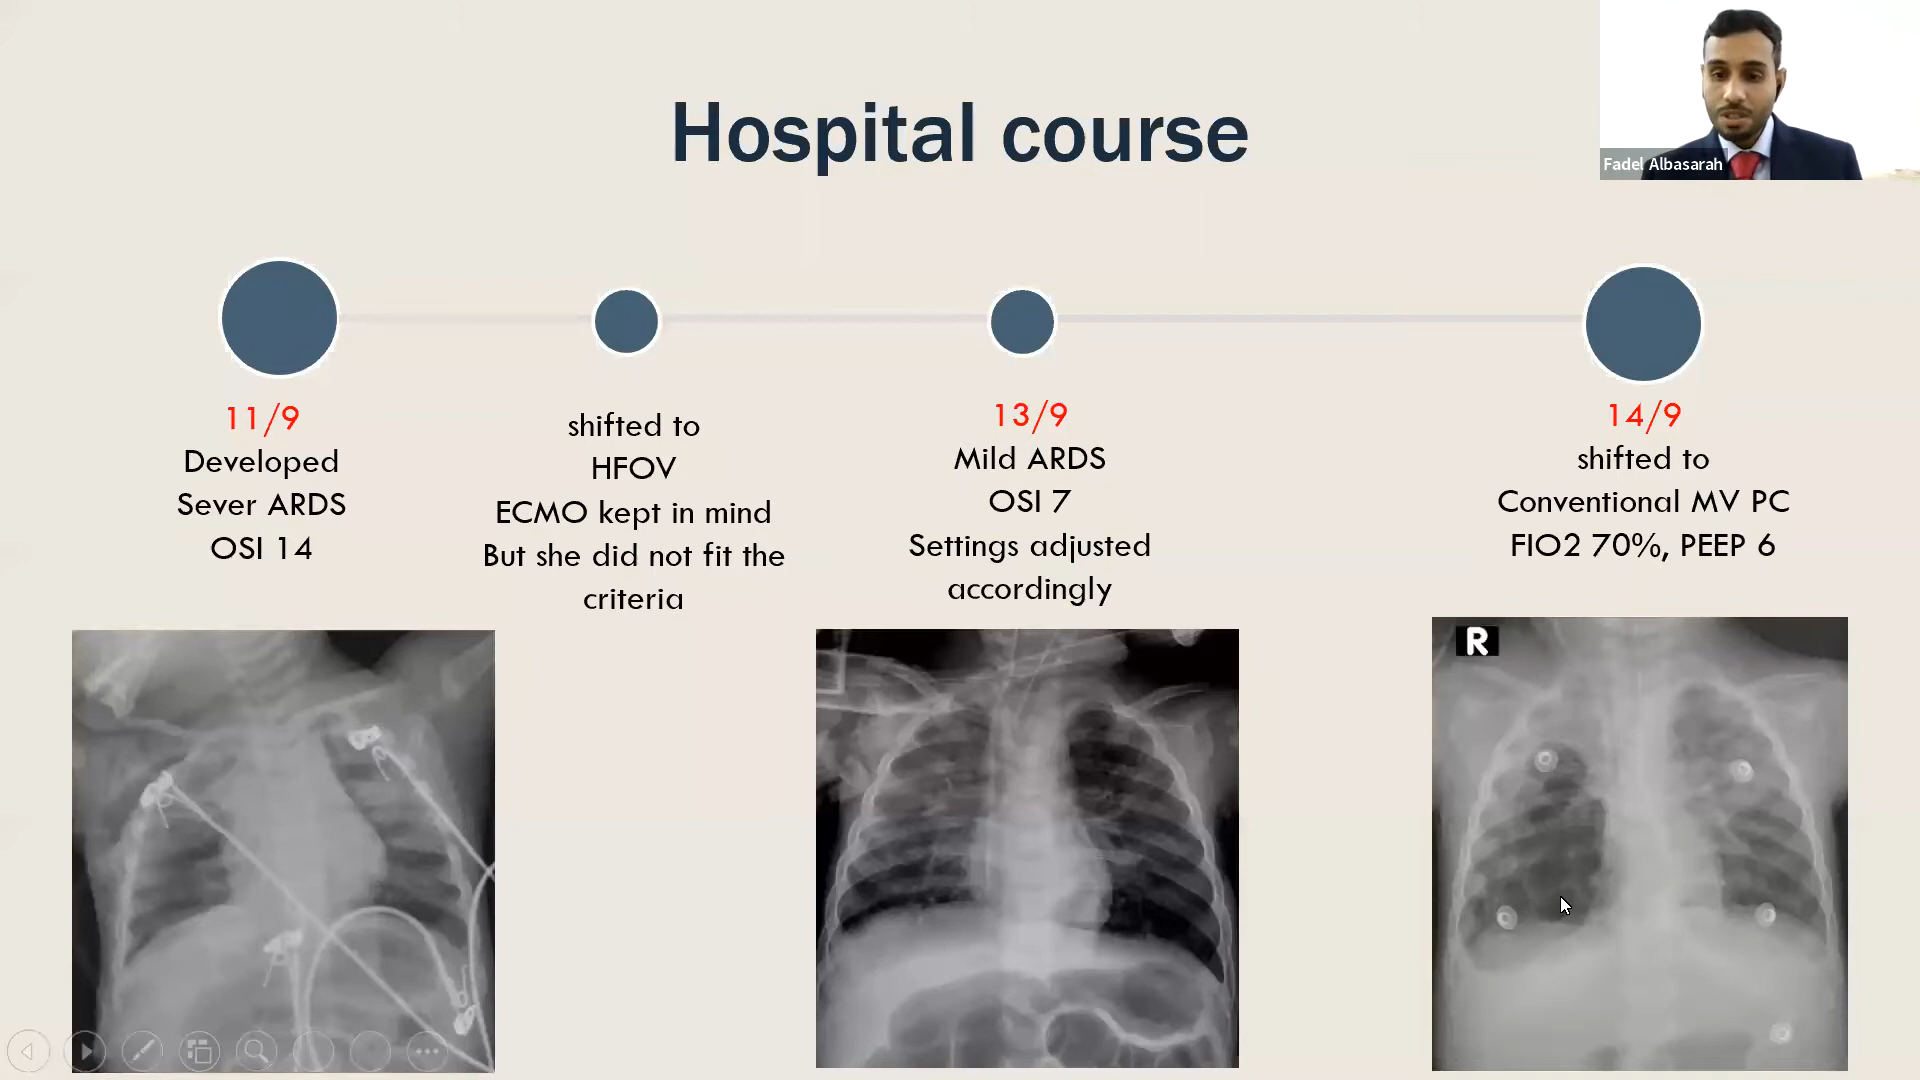 Hospital course
Fadel Albasarah
11/9
Developed
Sever ARDS
OSI 14
shifted to
HFOV
ECMO kept in mind
But she did not fit the
criteria
13/9
Mild ARDS
OSI 7
Settings adjusted
accordingly
14/9
shifted to
Conventional MV PC
FIO2 70%, PEEP 6
R